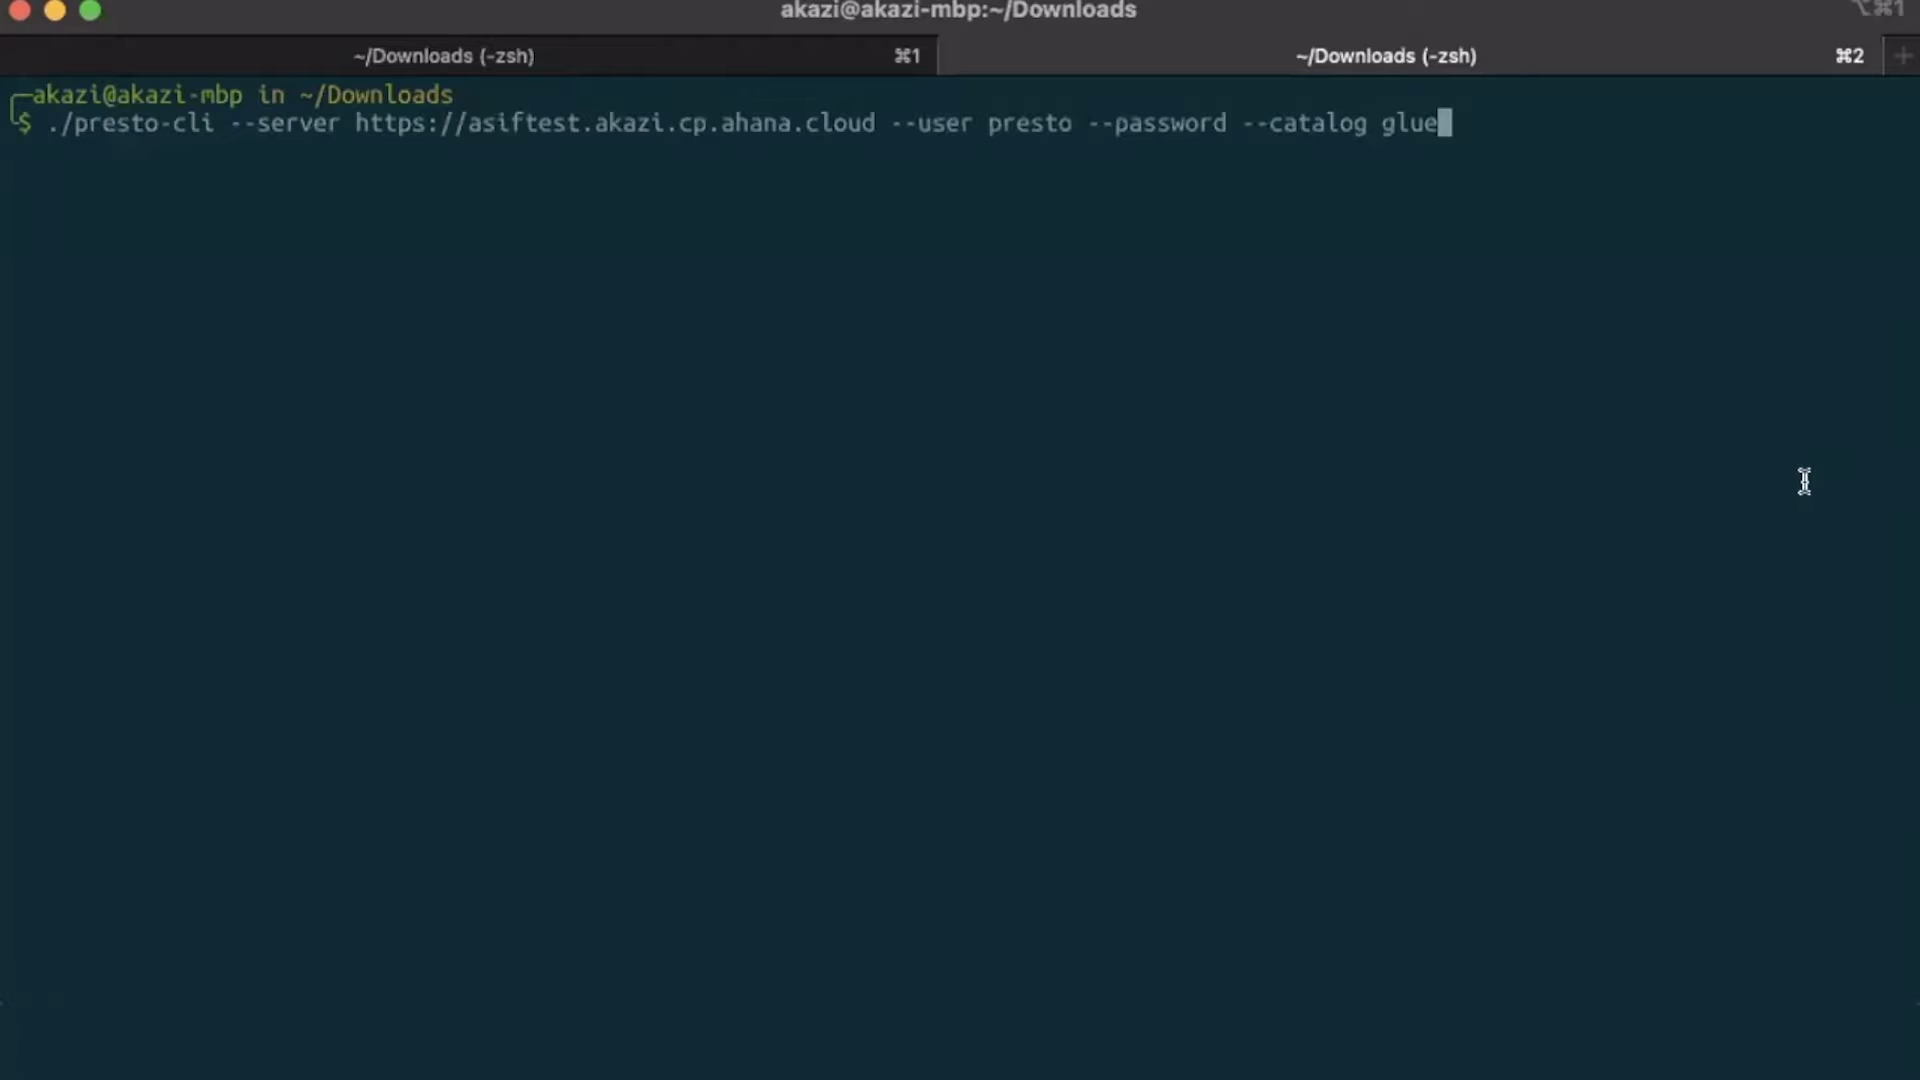 akazi@akazi-mbp:~/Downloads
⌥⌘1
~/Downloads (-zsh) ⌘1 ~/Downloads (-zsh) ⌘2 +
akazi@akazi-mbp in ~/Downloads
$ ./presto-cli --server https://asiftest.akazi.cp.ahana.cloud --user presto --password --catalog glue